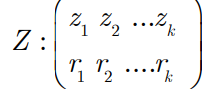 Z : ( z₁ z₂ ...zₖ
r₁ r₂ ....rₖ )